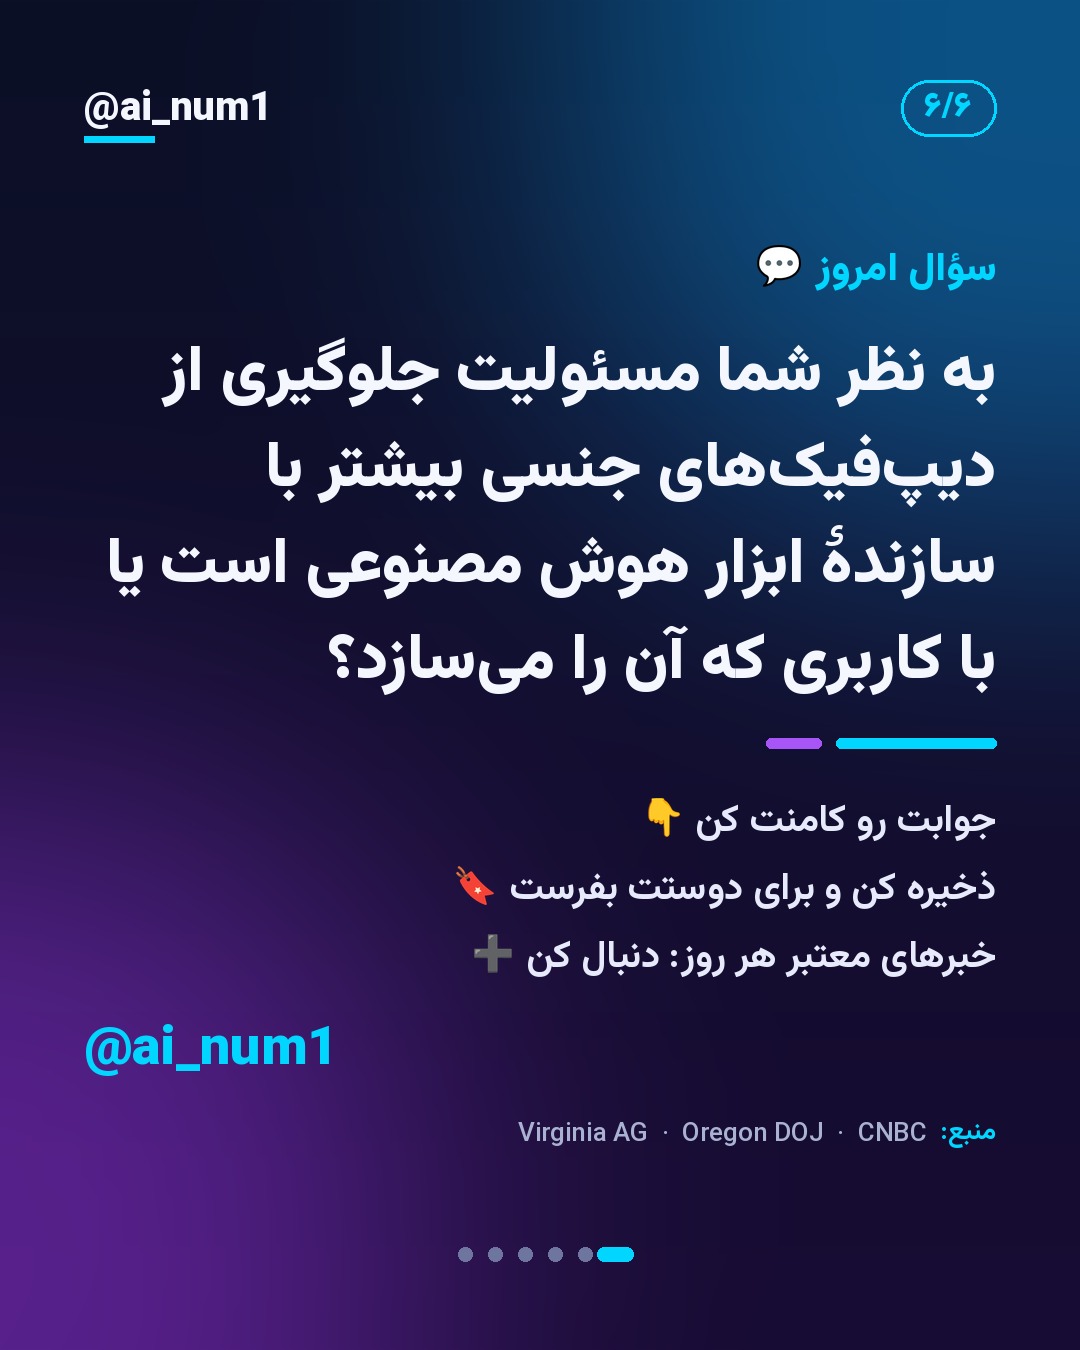 @ai_num1
۶/۶
سؤال امروز 💬
به نظر شما مسئولیت جلوگیری از
دیپ‌فیک‌های جنسی بیشتر با
سازندهٔ ابزار هوش مصنوعی است یا
با کاربری که آن را می‌سازد؟
جوابت رو کامنت کن 👇
ذخیره کن و برای دوستت بفرست 🔖
خبرهای معتبر هر روز: دنبال کن ➕
@ai_num1
منبع: Virginia AG · Oregon DOJ · CNBC